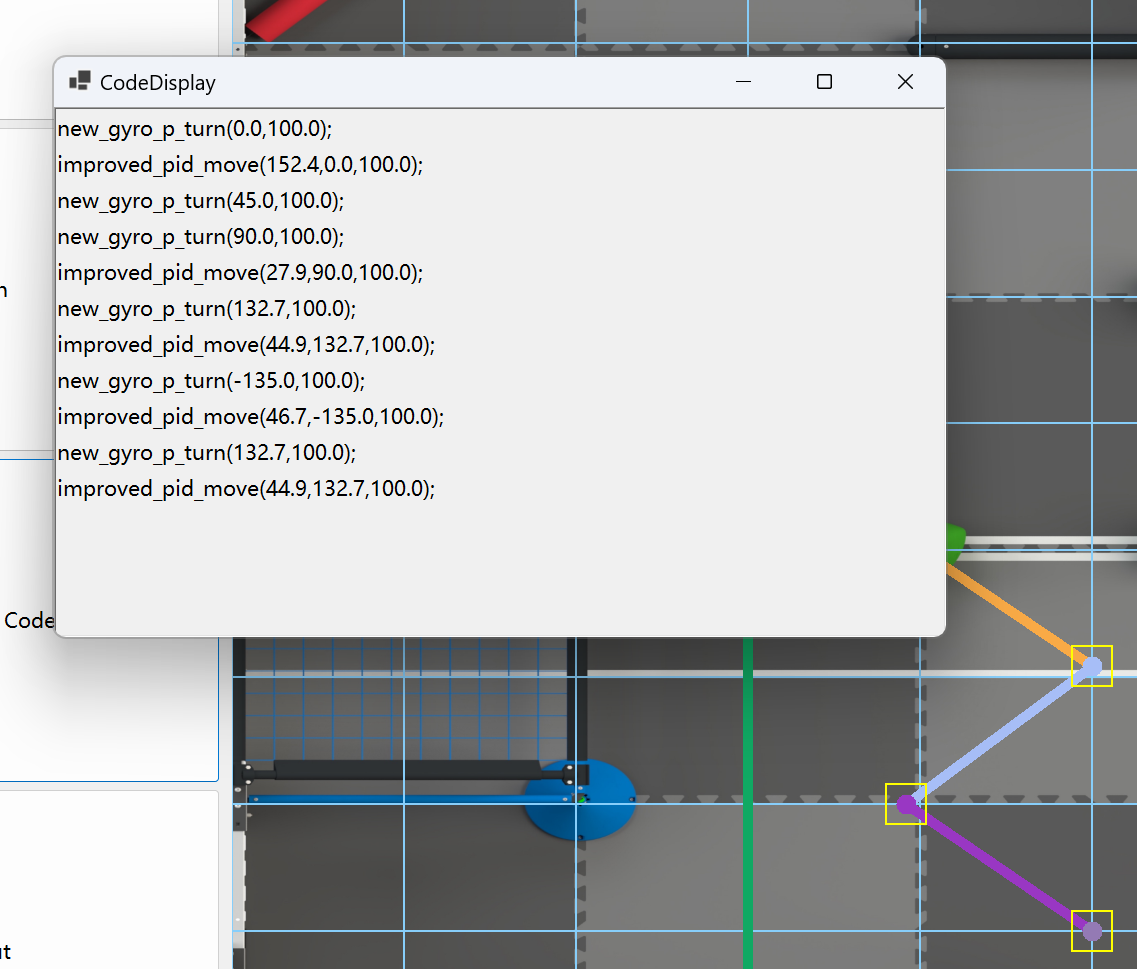 CodeDisplay
new_gyro_p_turn(0.0,100.0);
improved_pid_move(152.4,0.0,100.0);
new_gyro_p_turn(45.0,100.0);
new_gyro_p_turn(90.0,100.0);
improved_pid_move(27.9,90.0,100.0);
new_gyro_p_turn(132.7,100.0);
improved_pid_move(44.9,132.7,100.0);
new_gyro_p_turn(-135.0,100.0);
improved_pid_move(46.7,-135.0,100.0);
new_gyro_p_turn(132.7,100.0);
improved_pid_move(44.9,132.7,100.0);
Code